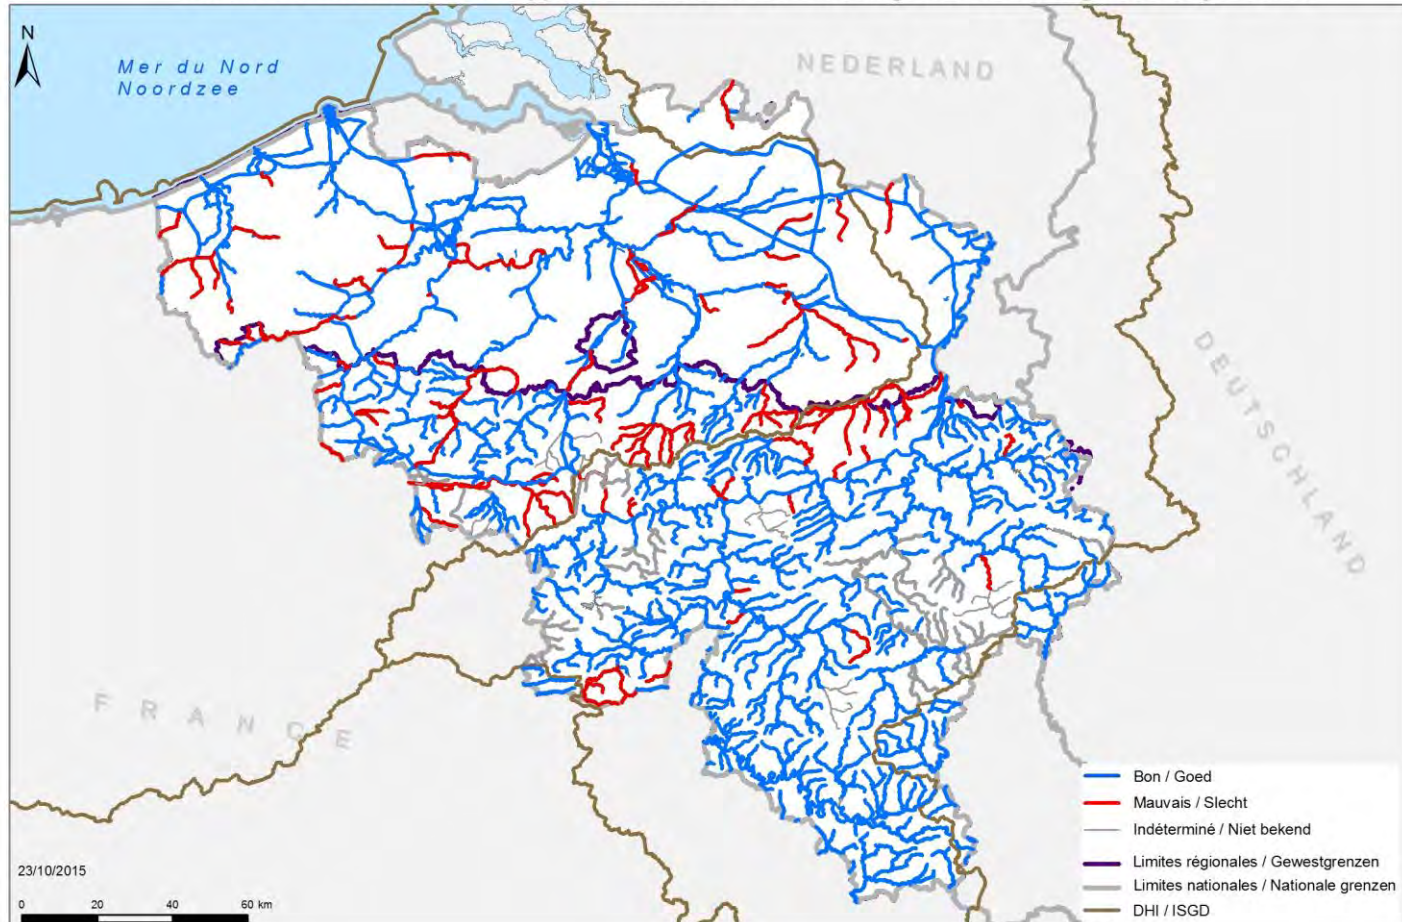 N
Mer du Nord
Noordzee
NEDERLAND
DEUTSCHLAND
FRANCE
Bon / Goed
Mauvais / Slecht
Indéterminé / Niet bekend
Limites régionales / Gewestgrenzen
Limites nationales / Nationale grenzen
DHI / ISGD
23/10/2015
0 20 40 60 km